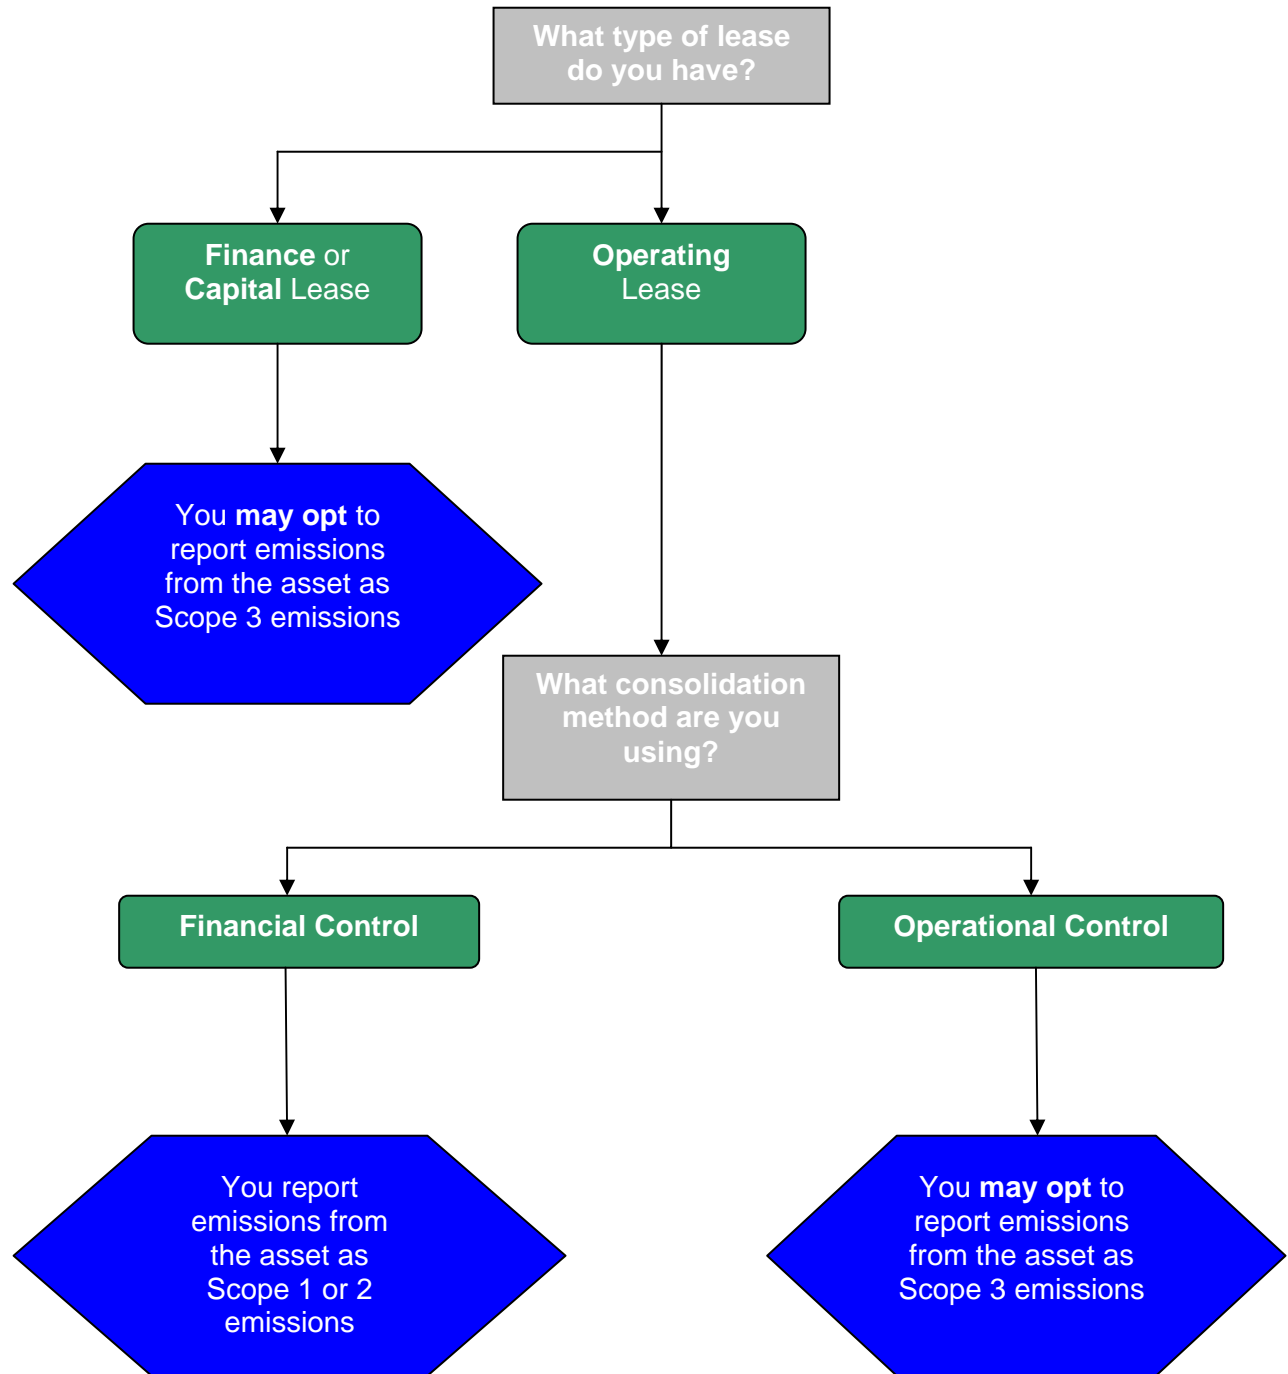 What type of lease
do you have?
Finance or
Capital Lease
Operating
Lease
You may opt to
report emissions
from the asset as
Scope 3 emissions
What consolidation
method are you
using?
Financial Control
Operational Control
You report
emissions from
the asset as
Scope 1 or 2
emissions
You may opt to
report emissions
from the asset as
Scope 3 emissions